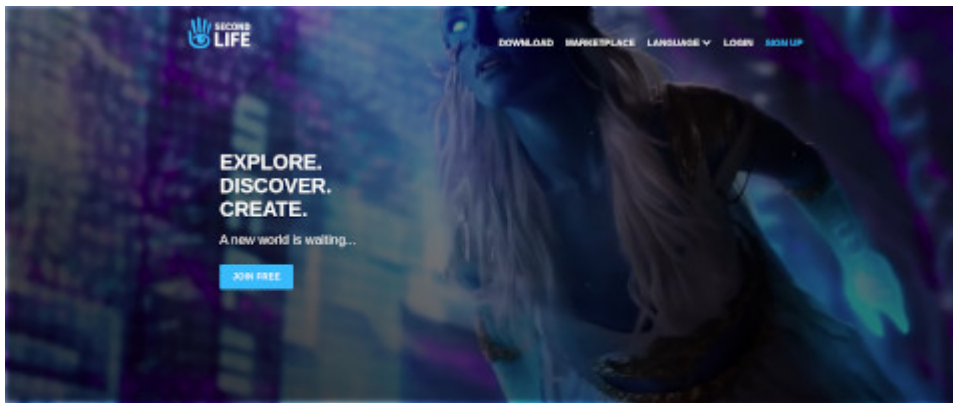 SECOND
LIFE
DOWNLOAD MARKETPLACE LANGUAGE LOGIN SIGN UP
EXPLORE.
DISCOVER.
CREATE.
A new world is waiting...
JOIN FREE